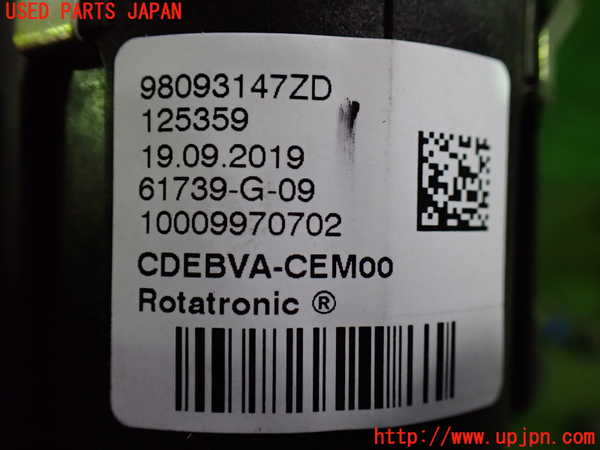 USED PARTS JAPAN
98093147ZD
125359
19.09.2019
61739-G-09
10009970702
CDEBVA-CEM00
Rotatronic ®
http://www.upjpn.com/